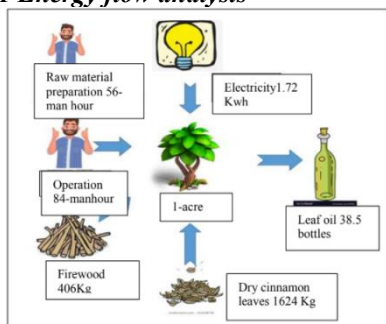 Energy flow analysis
Raw material
preparation 56-
man hour
Electricity1.72
Kwh
Operation
84-manhour
1-acre
Leaf oil 38.5
bottles
Firewood
406Kg
Dry cinnamon
leaves 1624 Kg